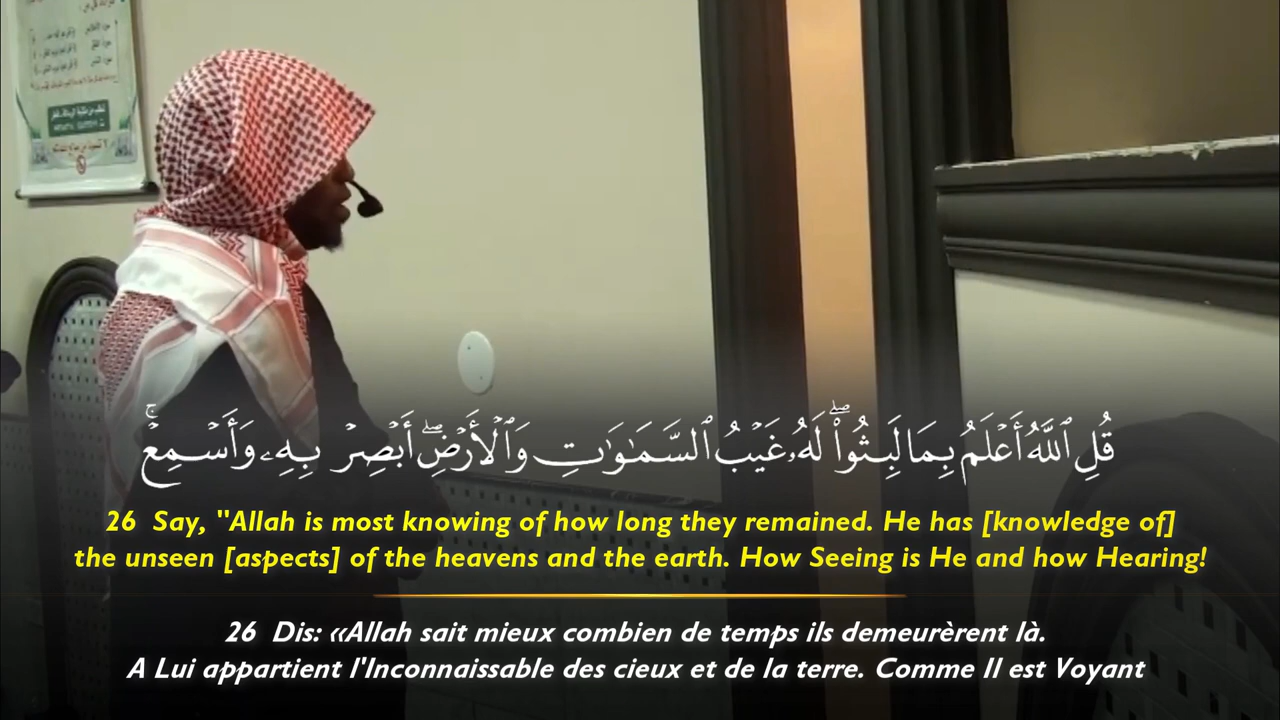 قُلِ ٱللَّهُ أَعْلَمُ بِمَا لَبِثُوا۟ ۖ لَهُۥ غَيْبُ ٱلسَّمَـٰوَٰتِ وَٱلْأَرْضِ ۖ أَبْصِرْ بِهِۦ وَأَسْمِعْ ۚ
26 Say, "Allah is most knowing of how long they remained. He has [knowledge of]
the unseen [aspects] of the heavens and the earth. How Seeing is He and how Hearing!
26 Dis: «Allah sait mieux combien de temps ils demeurèrent là.
A Lui appartient l'Inconnaissable des cieux et de la terre. Comme Il est Voyant